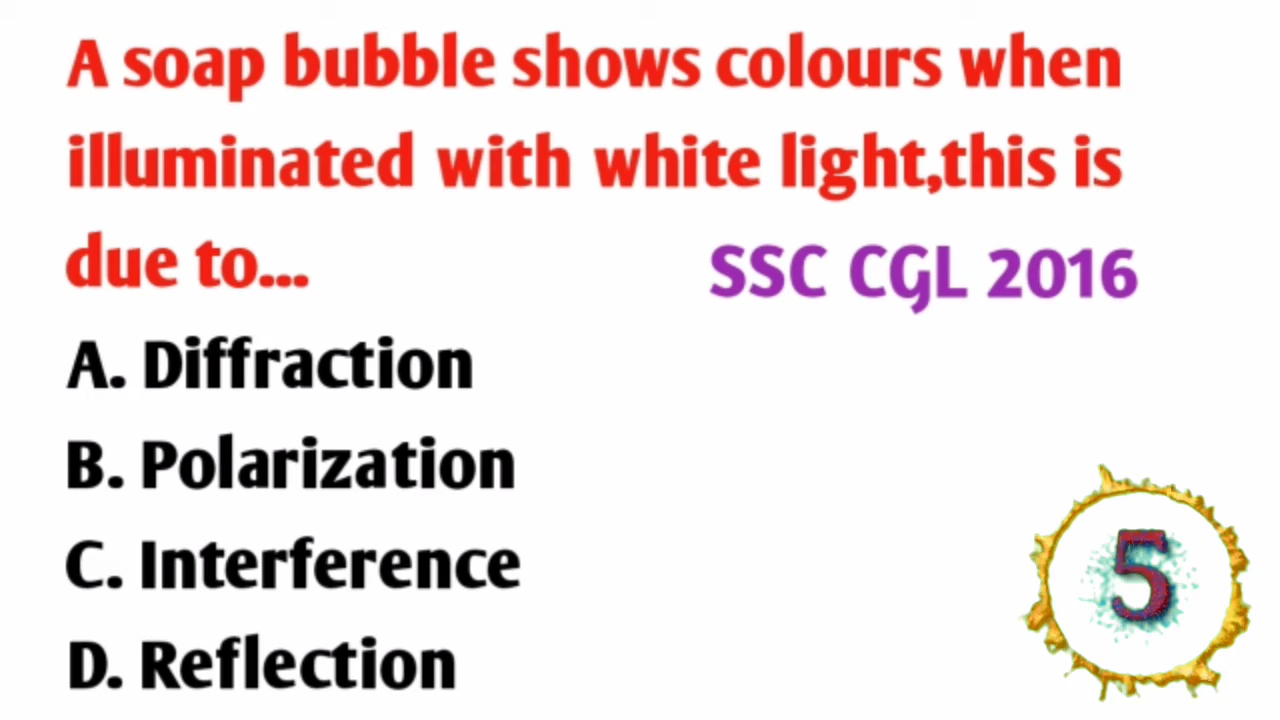 A soap bubble shows colours when
illuminated with white light,this is
due to...
SSC CGL 2016
A. Diffraction
B. Polarization
C. Interference
D. Reflection
5